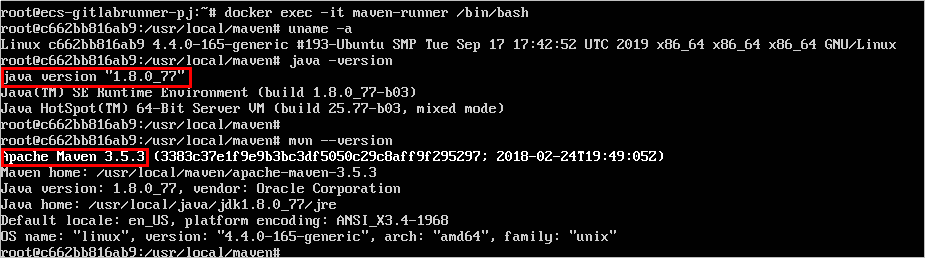 root@ecs-gitlabrunner-pj:~# docker exec -it maven-runner /bin/bash
root@c662bb816ab9:/usr/local/maven# uname -a
Linux c662bb816ab9 4.4.0-165-generic #193-Ubuntu SMP Tue Sep 17 17:42:52 UTC 2019 x86_64 x86_64 x86_64 GNU/Linux
root@c662bb816ab9:/usr/local/maven# java -version
java version "1.8.0_77"
Java(TM) SE Runtime Environment (build 1.8.0_77-b03)
Java HotSpot(TM) 64-Bit Server VM (build 25.77-b03, mixed mode)
root@c662bb816ab9:/usr/local/maven#
root@c662bb816ab9:/usr/local/maven# mvn --version
Apache Maven 3.5.3 (3383c37e1f9e9b3bc3df5050c29c8aff9f295297; 2018-02-24T19:49:05Z)
Maven home: /usr/local/maven/apache-maven-3.5.3
Java version: 1.8.0_77, vendor: Oracle Corporation
Java home: /usr/local/java/jdk1.8.0_77/jre
Default locale: en_US, platform encoding: ANSI_X3.4-1968
OS name: "linux", version: "4.4.0-165-generic", arch: "amd64", family: "unix"
root@c662bb816ab9:/usr/local/maven#